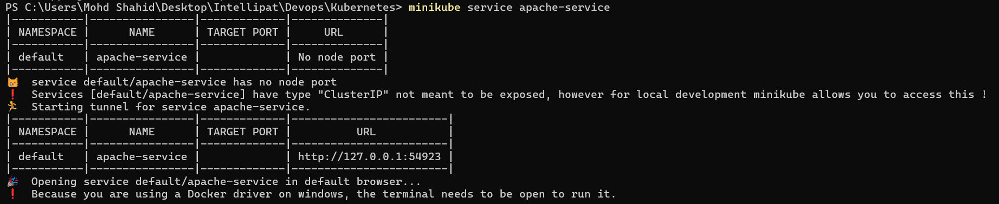 PS C:\Users\Mohd Shahid\Desktop\Intellipat\Devops\Kubernetes> minikube service apache-service
|-----------|----------------|-------------|--------------|
| NAMESPACE |      NAME      | TARGET PORT |     URL      |
|-----------|----------------|-------------|--------------|
| default   | apache-service |             | No node port |
|-----------|----------------|-------------|--------------|
😿  service default/apache-service has no node port
❗  Services [default/apache-service] have type "ClusterIP" not meant to be exposed, however for local development minikube allows you to access this !
🏃  Starting tunnel for service apache-service.
|-----------|----------------|-------------|------------------------|
| NAMESPACE |      NAME      | TARGET PORT |          URL           |
|-----------|----------------|-------------|------------------------|
| default   | apache-service |             | http://127.0.0.1:54923 |
|-----------|----------------|-------------|------------------------|
🎉  Opening service default/apache-service in default browser...
❗  Because you are using a Docker driver on windows, the terminal needs to be open to run it.